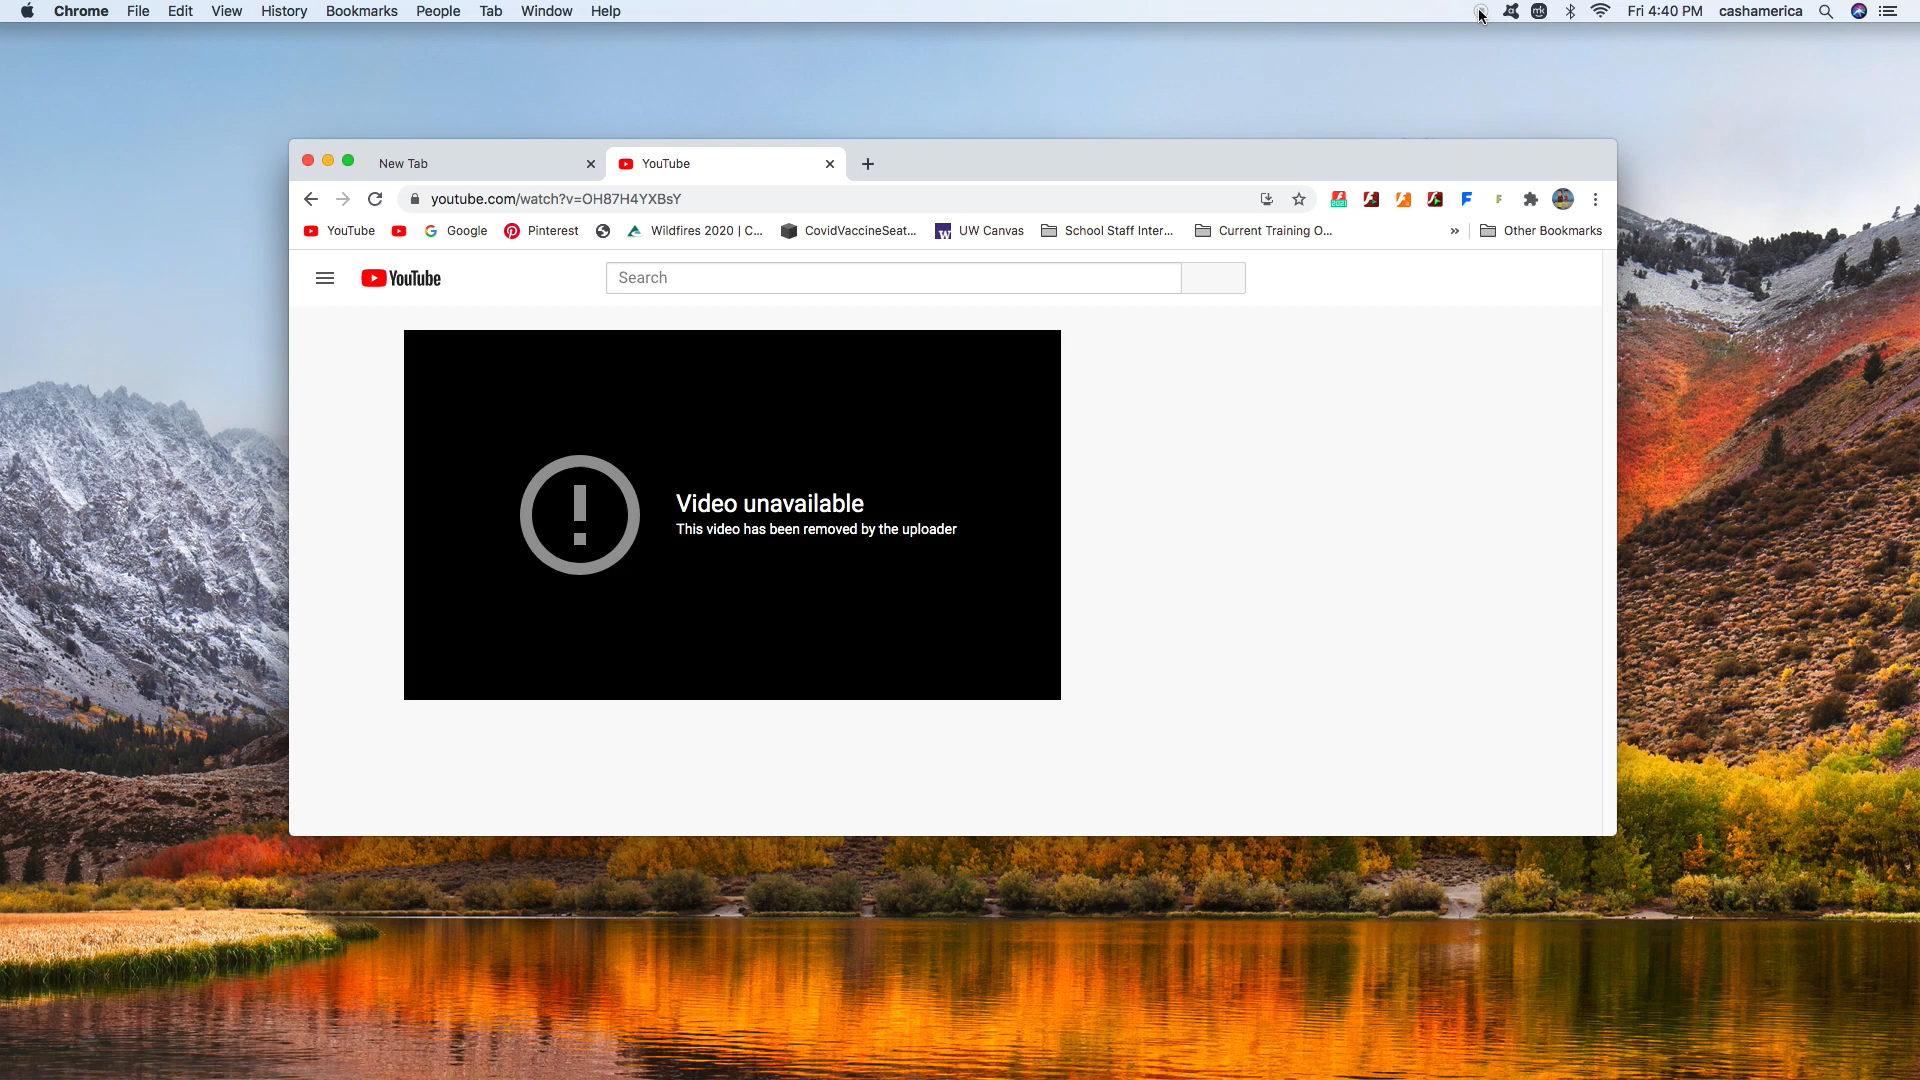 Chrome File Edit View History Bookmarks People Tab Window Help
mk Fri 4:40 PM cashamerica
New Tab
YouTube
youtube.com/watch?v=OH87H4YXBsY
2021
F
F
YouTube
Google
Pinterest
Wildfires 2020 | C...
CovidVaccineSeat...
W UW Canvas
School Staff Inter...
Current Training O...
»
Other Bookmarks
YouTube
Search
Video unavailable
This video has been removed by the uploader